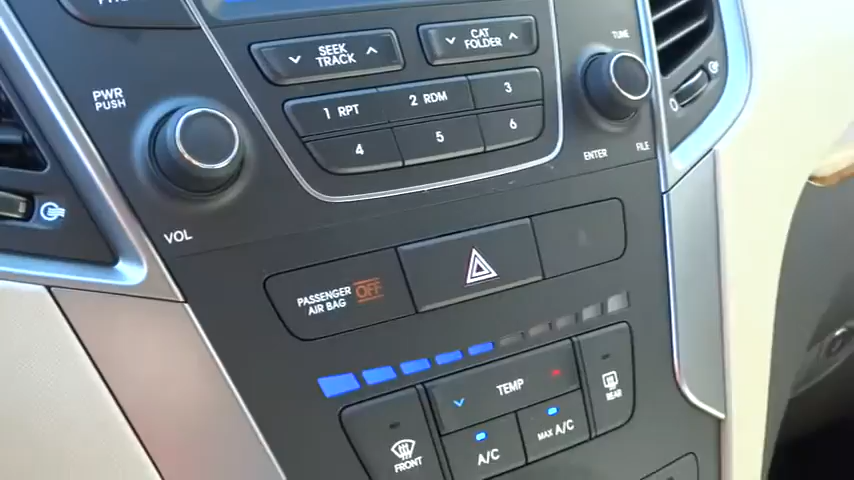 PWR
PUSH
SEEK
TRACK
CAT
FOLDER
TUNE
1 RPT
2 RDM
3
4
5
6
VOL
ENTER
FILE
PASSENGER
AIR BAG
OFF
TEMP
REAR
FRONT
A/C
MAX A/C